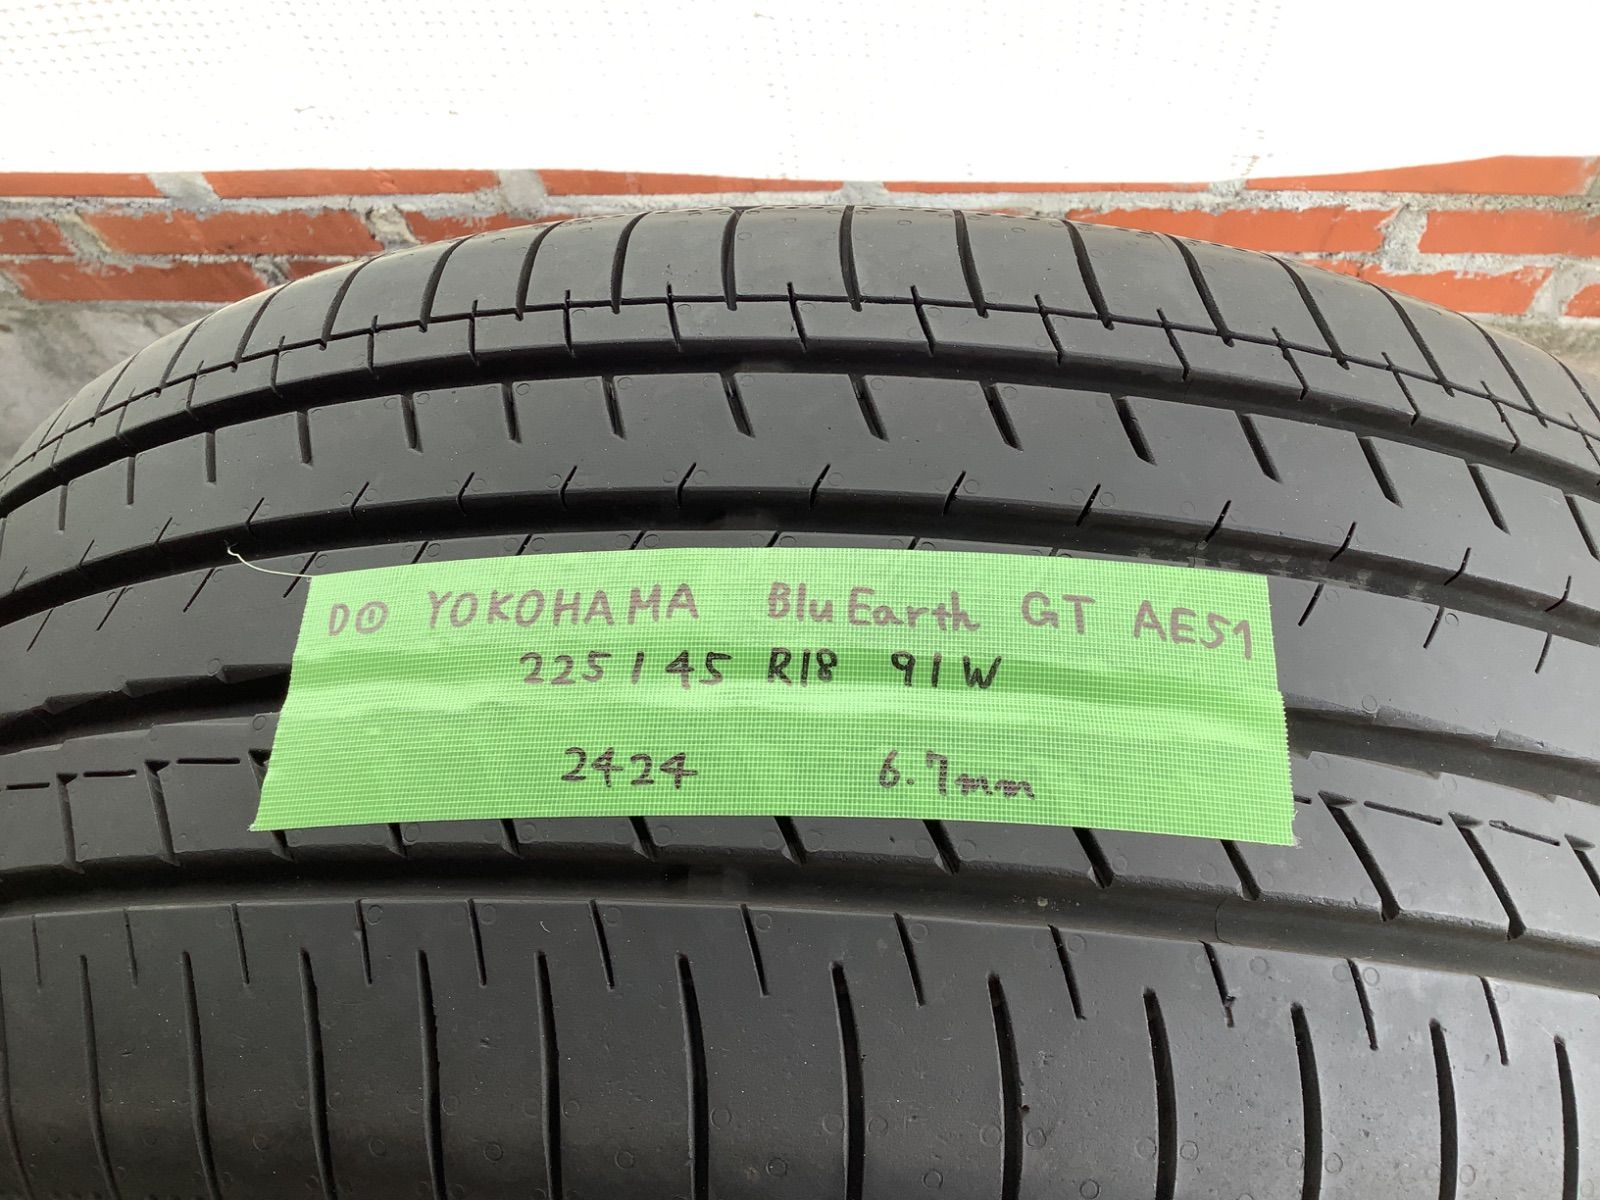 D① YOKOHAMA BluEarth GT AE51
225/45 R18 91W
2424 6.7mm